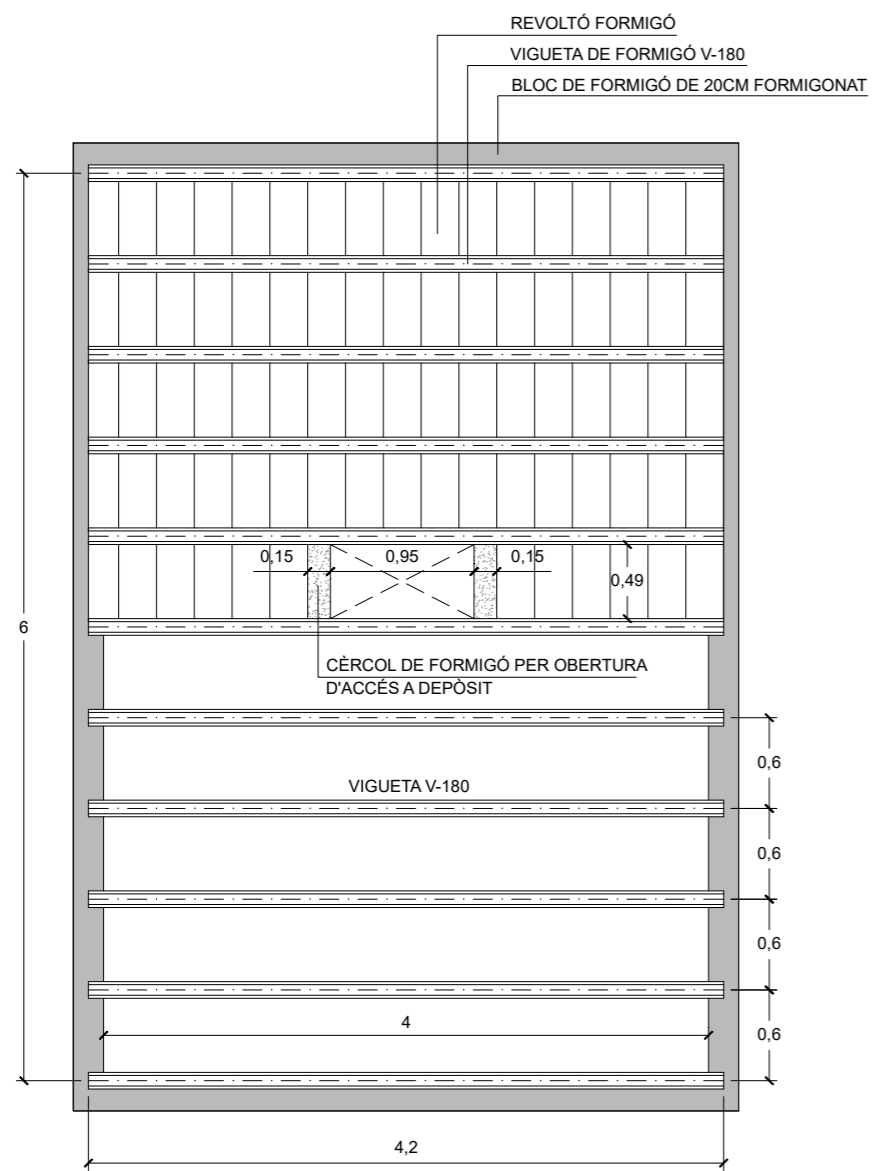 REVOLTÓ FORMIGÓ
VIGUETA DE FORMIGÓ V-180
BLOC DE FORMIGÓ DE 20CM FORMIGONAT
0,15
0,95
0,15
0,49
6
CÈRCOL DE FORMIGÓ PER OBERTURA
D'ACCÉS A DEPÒSIT
0,6
VIGUETA V-180
0,6
0,6
4
0,6
4,2